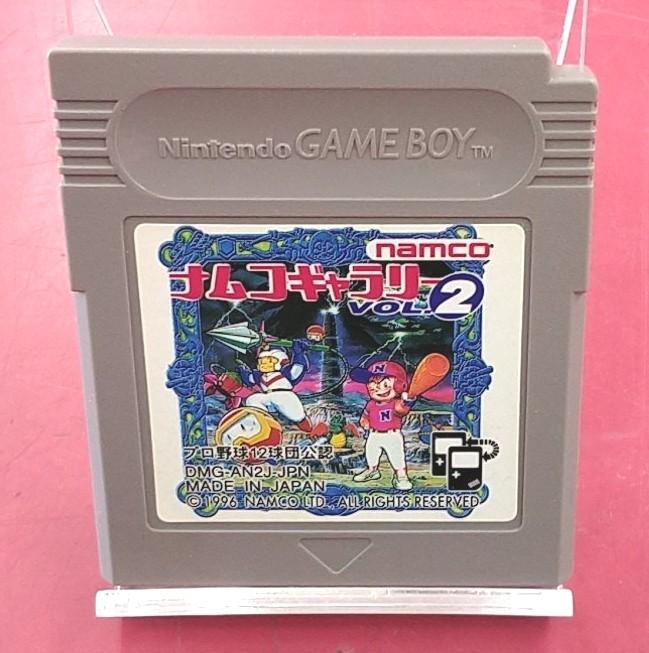 Nintendo GAME BOY TM
namco
ナムコギャラリー
VOL.2
N
N
プロ野球12球団公認
DMG-AN2J-JPN
MADE IN JAPAN
© 1996 NAMCO LTD., ALL RIGHTS RESERVED